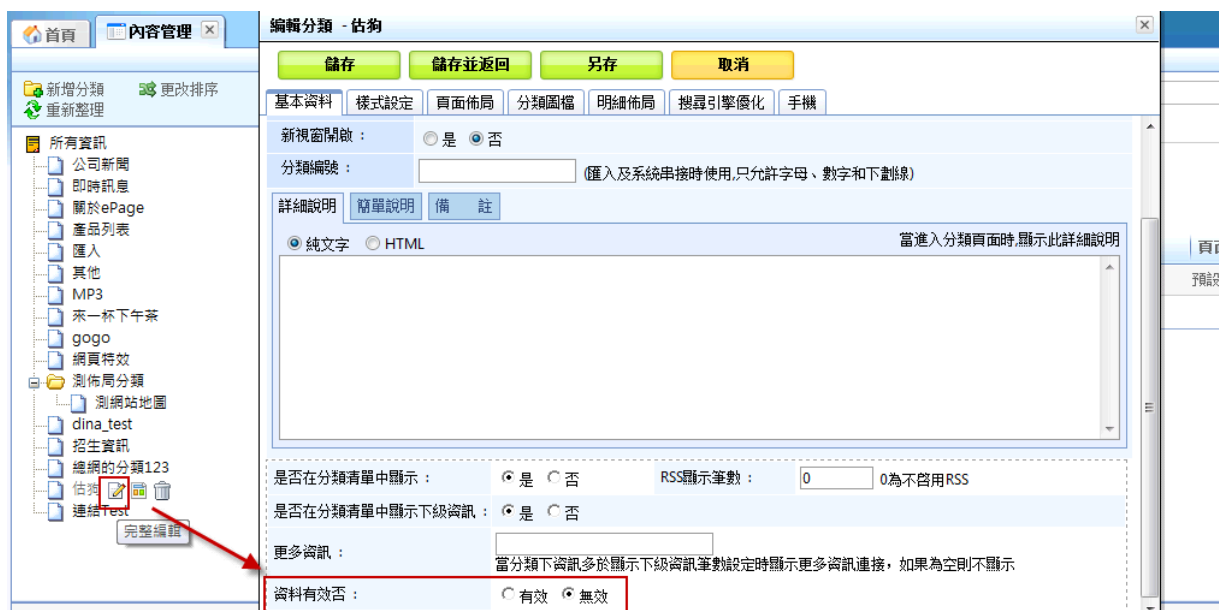 首頁
內容管理
新增分類
更改排序
重新整理
所有資訊
公司新聞
即時訊息
關於ePage
產品列表
匯入
其他
MP3
來一杯下午茶
gogo
網頁特效
測佈局分類
測網站地圖
dina_test
招生資訊
總網的分類123
估狗
連結Test
完整編輯
編輯分類 - 估狗
儲存 儲存並返回 另存 取消
基本資料 樣式設定 頁面佈局 分類圖檔 明細佈局 搜尋引擎優化 手機
新視窗開啟： 是 否
分類編號： (匯入及系統串接時使用,只允許字母、數字和下劃線)
詳細說明 簡單說明 備 註
純文字 HTML 當進入分類頁面時,顯示此詳細說明
是否在分類清單中顯示： 是 否 RSS顯示筆數： 0 0為不啓用RSS
是否在分類清單中顯示下級資訊： 是 否
更多資訊：
當分類下資訊多於顯示下級資訊筆數設定時顯示更多資訊連接，如果為空則不顯示
資料有效否： 有效 無效